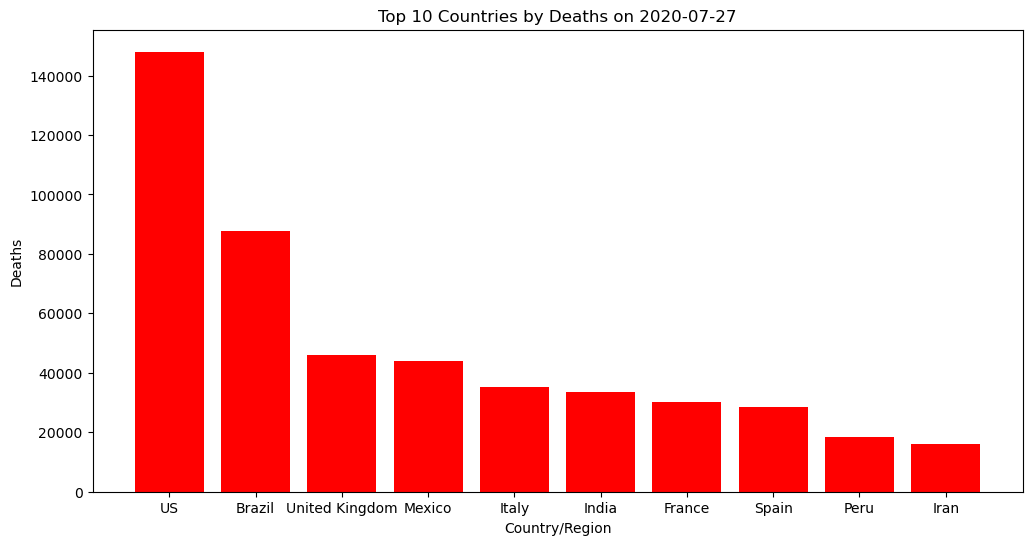 Top 10 Countries by Deaths on 2020-07-27
140000
120000
100000
80000
60000
40000
20000
0
Deaths
US Brazil United Kingdom Mexico Italy India France Spain Peru Iran
Country/Region